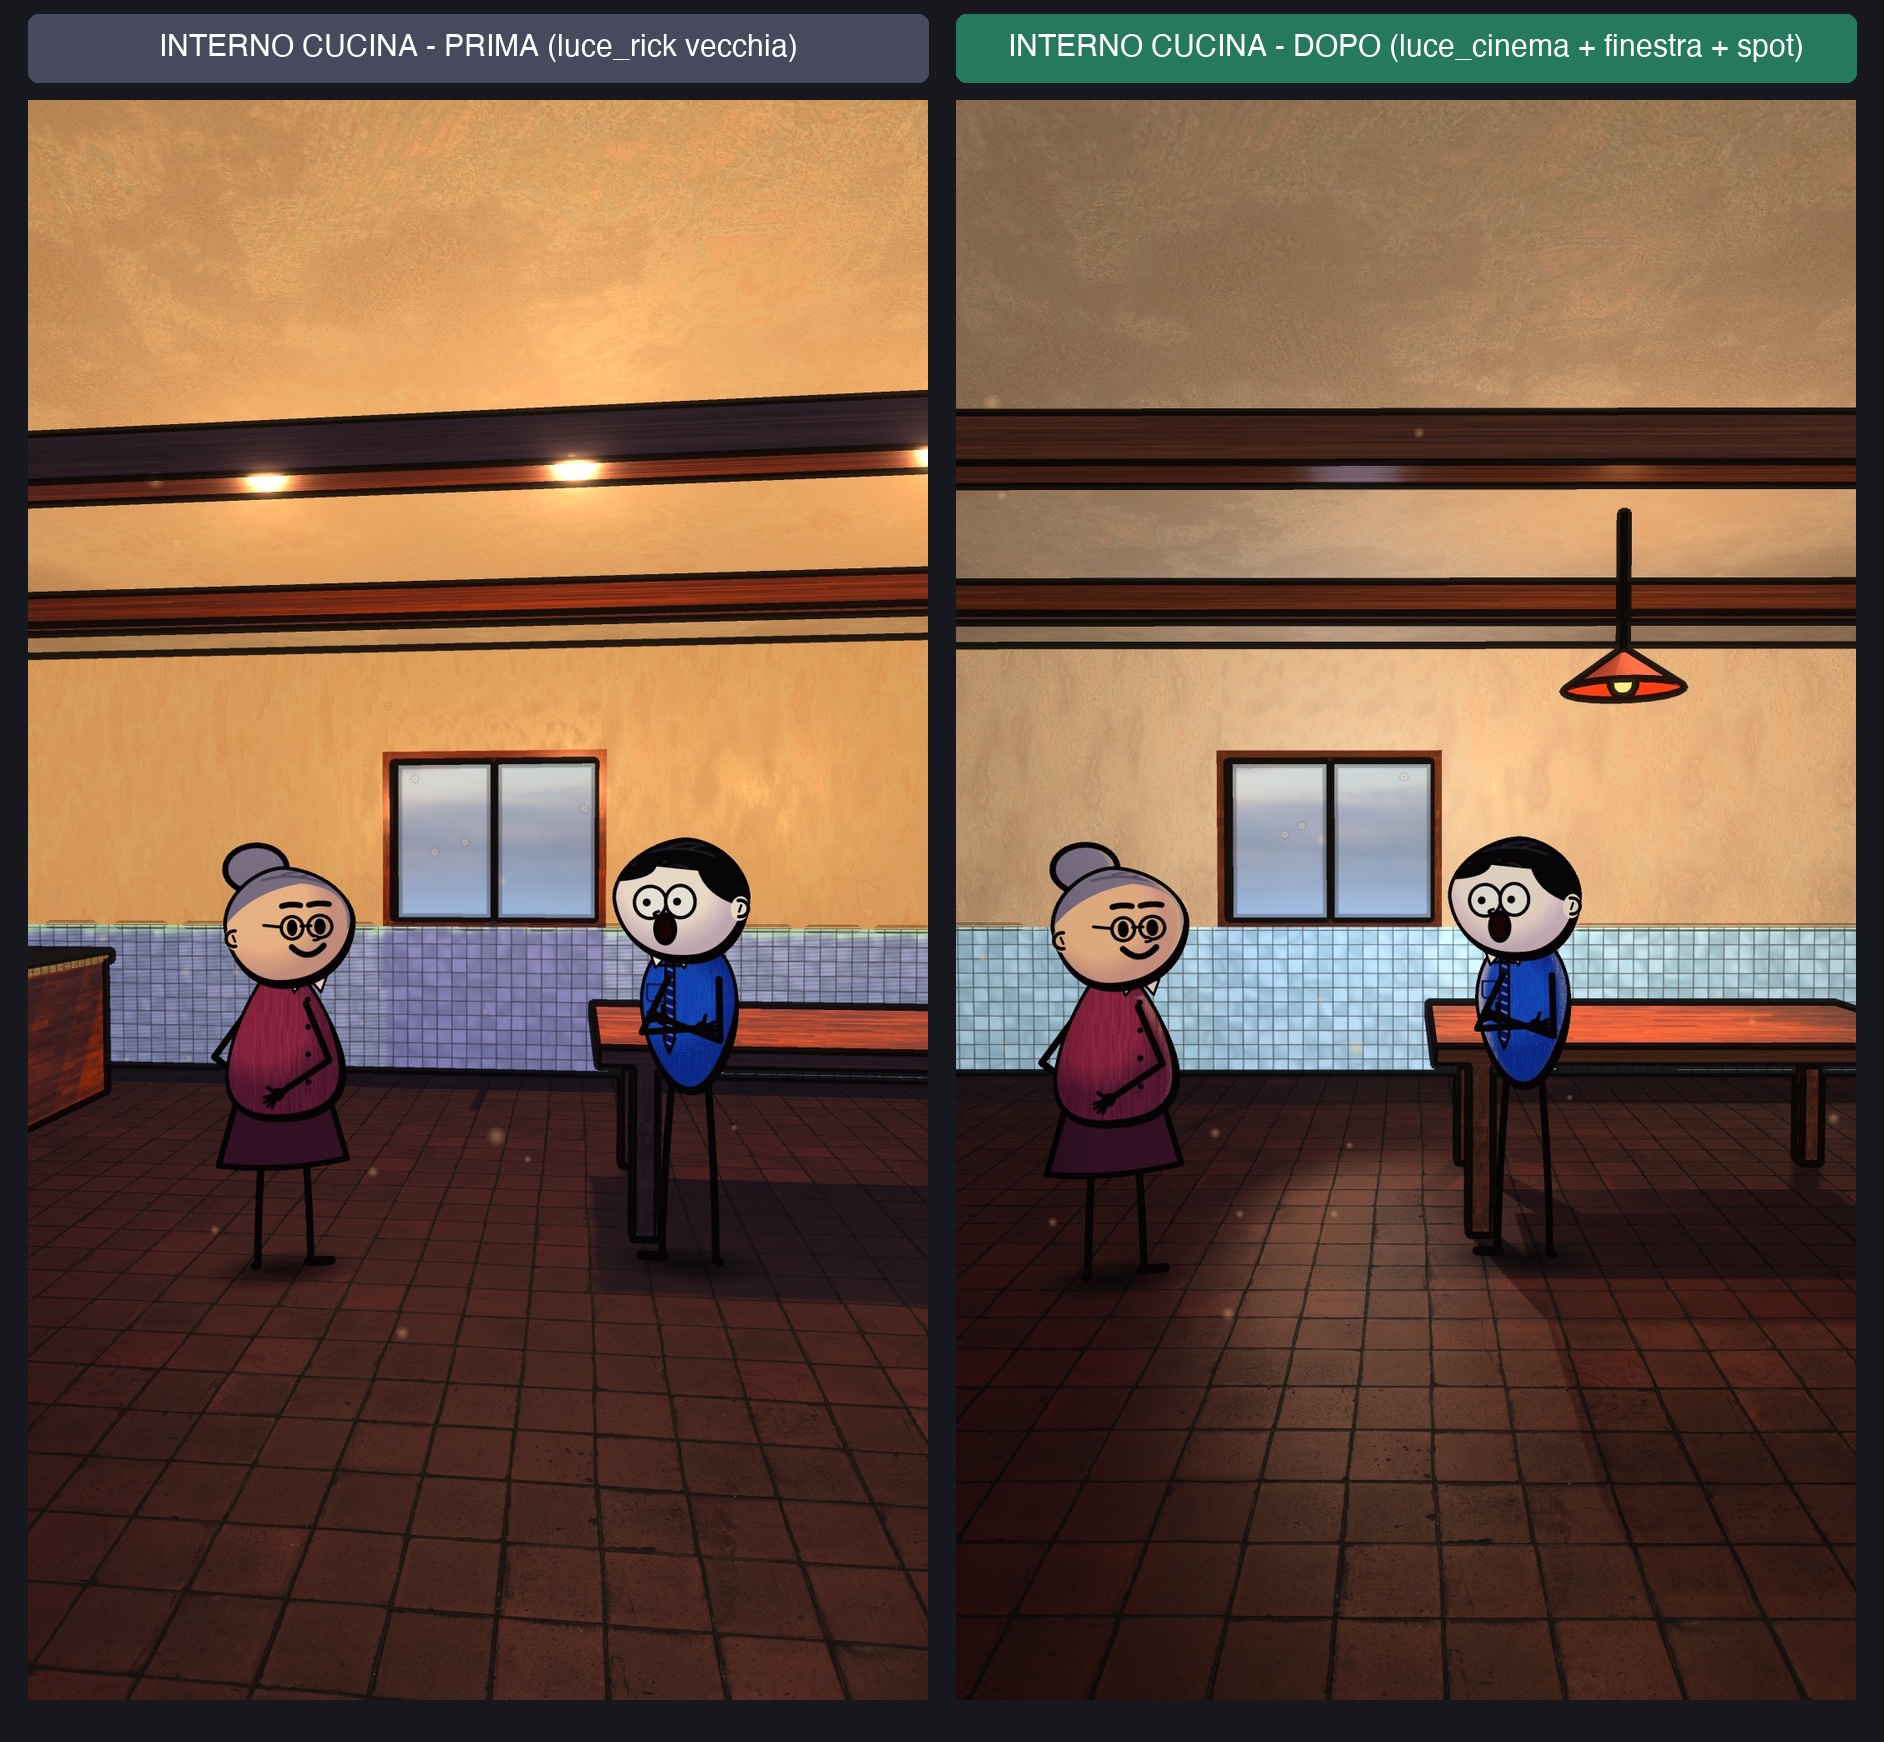 INTERNO CUCINA - PRIMA (luce_rick vecchia)
INTERNO CUCINA - DOPO (luce_cinema + finestra + spot)